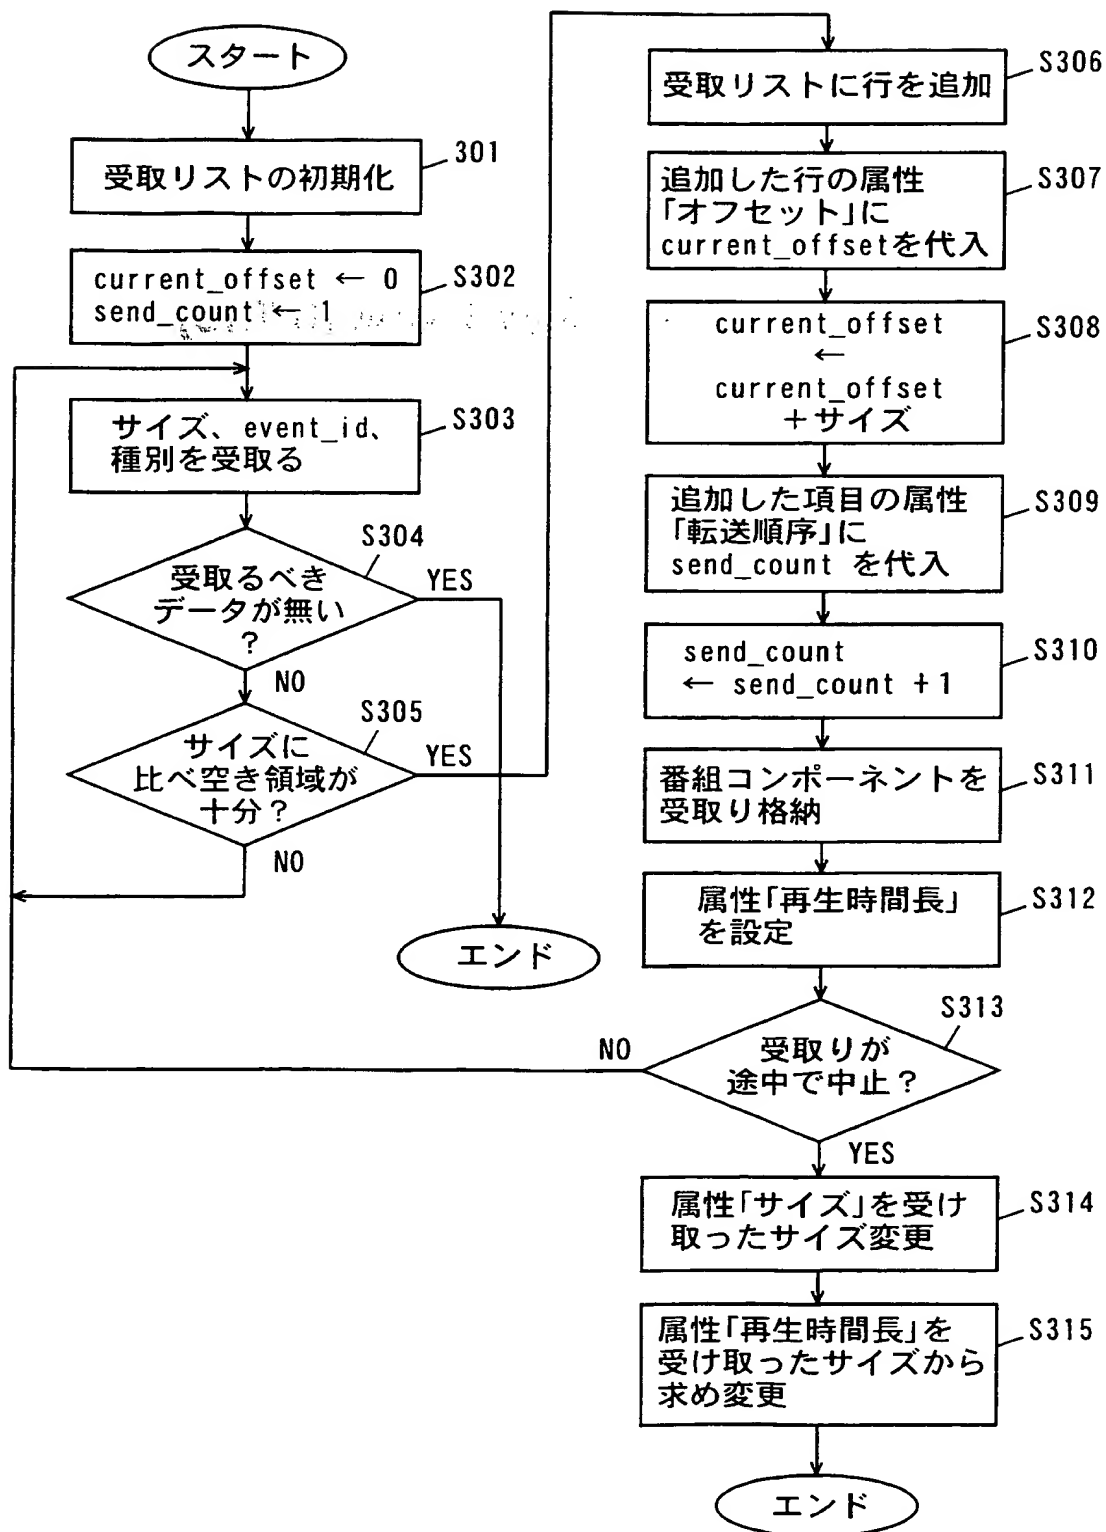 スタート
受取リストの初期化
301
current_offset ← 0
send_count ← 1
S302
サイズ、event_id、
種別を受取る
S303
S304
受取るべき
データが無い
?
YES
NO
S305
サイズに
比べ空き領域が
十分?
YES
NO
エンド
受取リストに行を追加
S306
追加した行の属性
「オフセット」に
current_offsetを代入
S307
current_offset
←
current_offset
+サイズ
S308
追加した項目の属性
「転送順序」に
send_count を代入
S309
send_count
← send_count +1
S310
番組コンポーネントを
受取り格納
S311
属性「再生時間長」
を設定
S312
S313
受取りが
途中で中止?
NO
YES
属性「サイズ」を受け
取ったサイズ変更
S314
属性「再生時間長」を
受け取ったサイズから
求め変更
S315
エンド